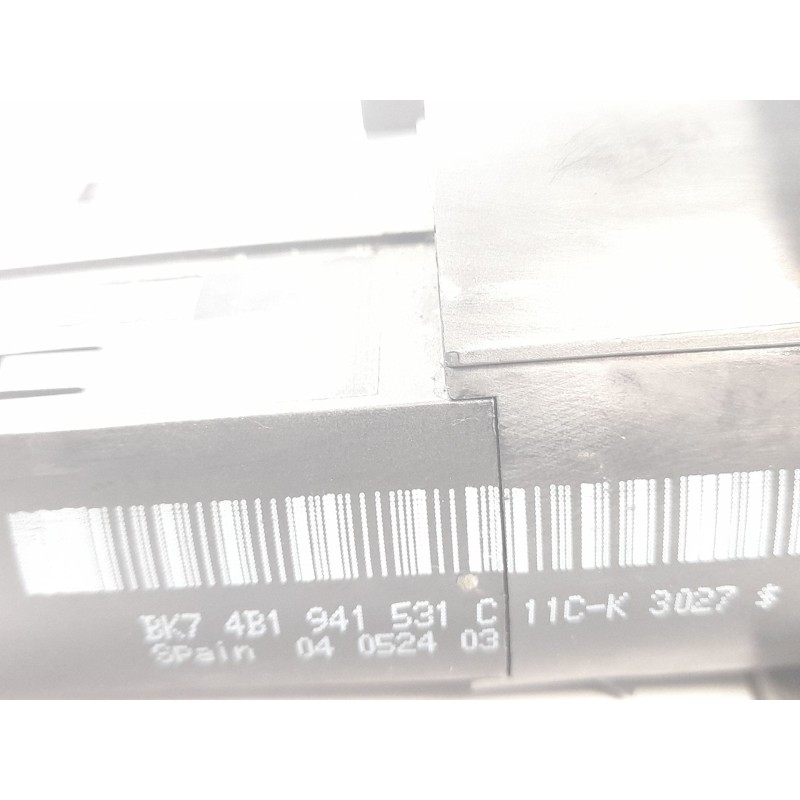 BK7 4B1 941 531 C 11C-K 3027 $
Spain 04 0524 03